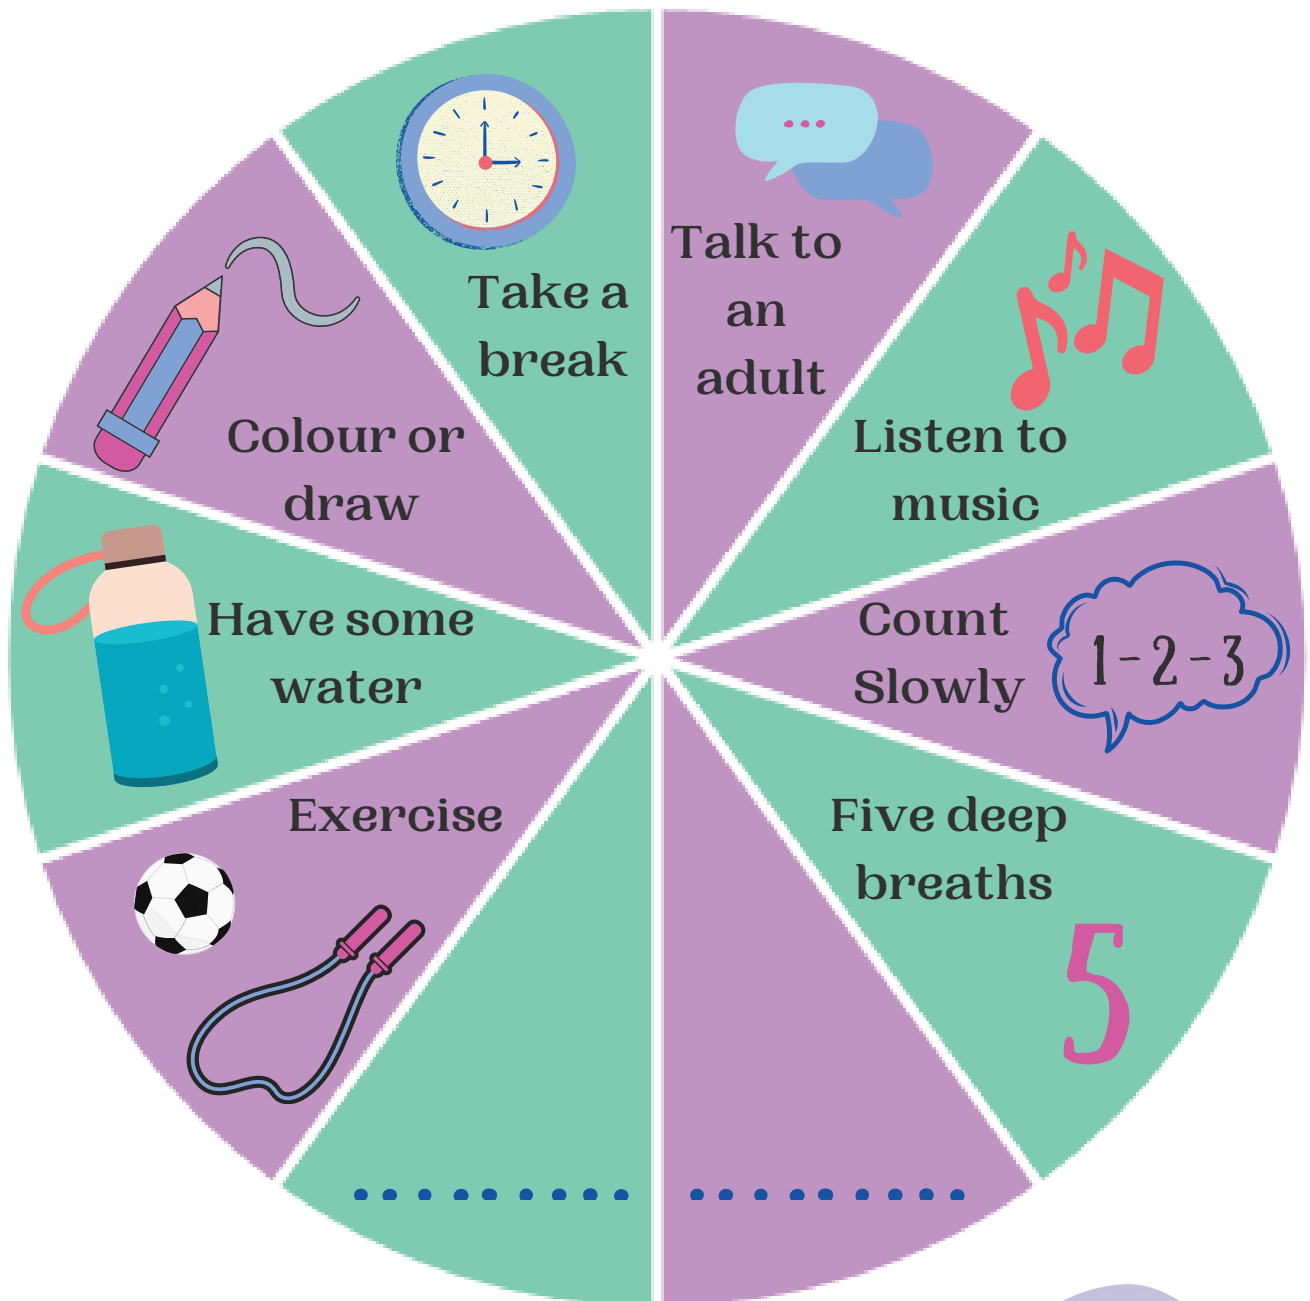 Talk to
an
adult
Listen to
music
Count
Slowly
1 - 2 - 3
Five deep
breaths
5
Exercise
Have some
water
Colour or
draw
Take a
break